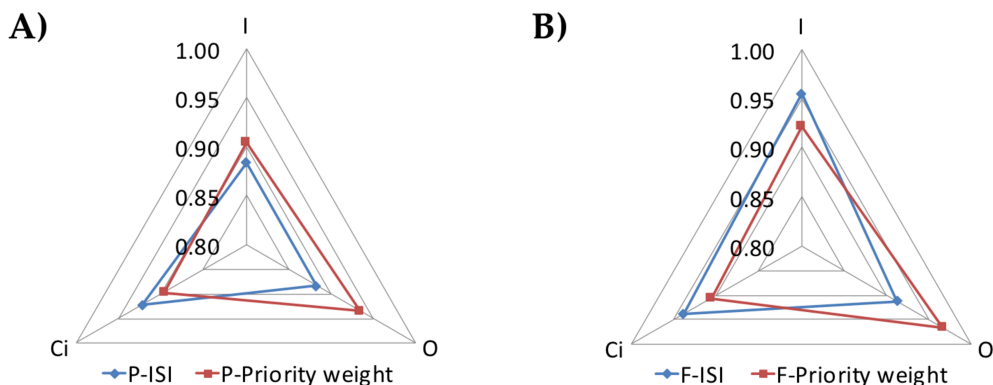 A)
I
1.00
0.95
0.90
0.85
0.80
Ci
O
P-ISI
P-Priority weight
B)
I
1.00
0.95
0.90
0.85
0.80
Ci
O
F-ISI
F-Priority weight